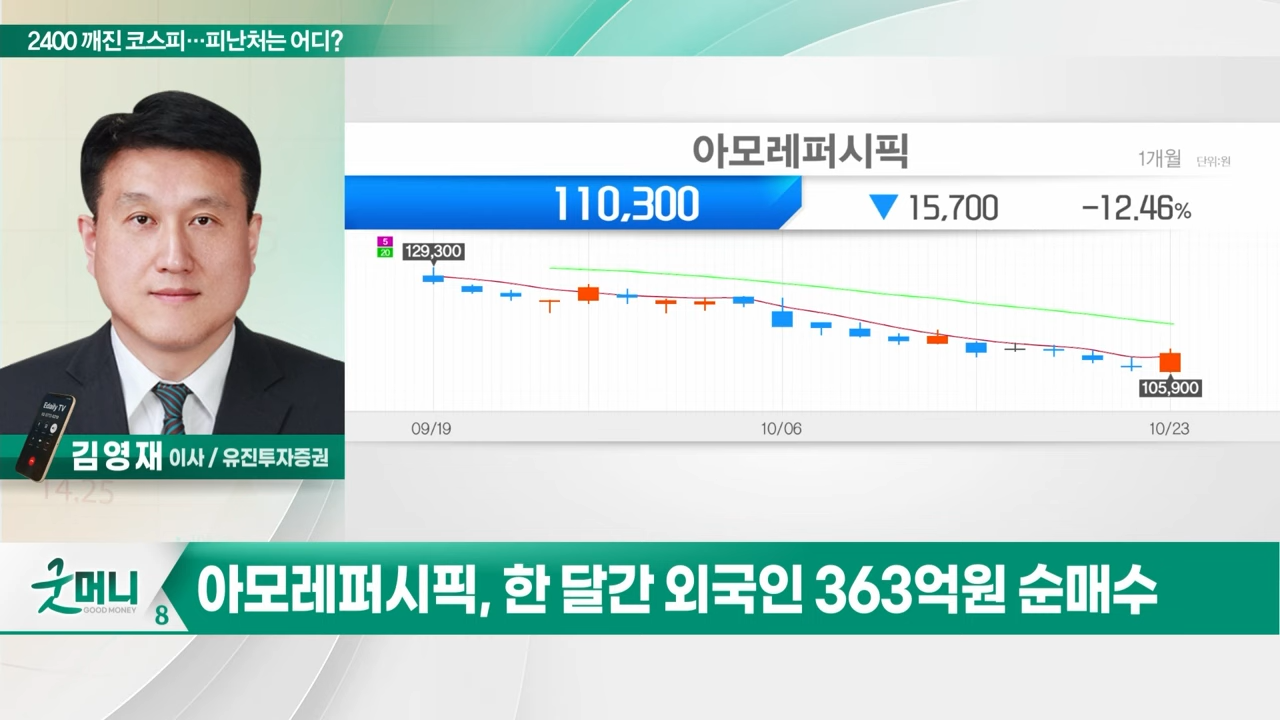 2400 깨진 코스피…피난처는 어디?
아모레퍼시픽
1개월 단위:원
110,300 ▼ 15,700 -12.46%
5
20
129,300
105,900
09/19 10/06 10/23
Edaily TV
김영재 이사 / 유진투자증권
14.25
굿머니
GOOD MONEY
8
아모레퍼시픽, 한 달간 외국인 363억원 순매수